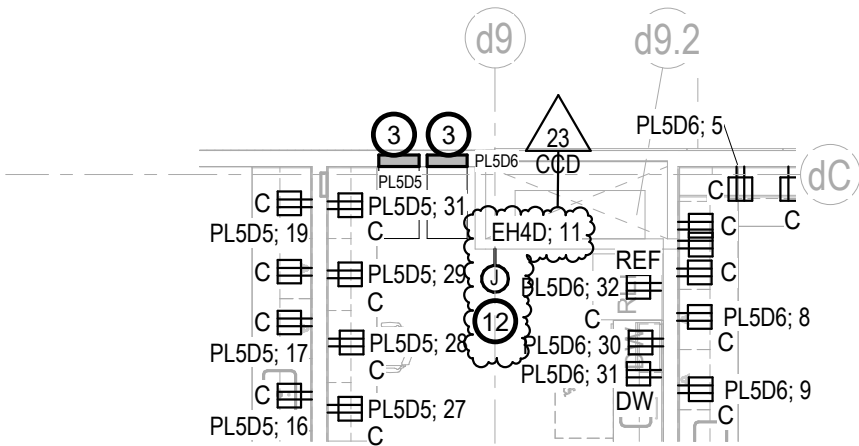 d9
d9.2
3
3
23
CCD
PL5D6; 5
PL5D6
PL5D5
dC
C
PL5D5; 31
C
C
C
PL5D5; 19
C
EH4D; 11
C
REF
C
PL5D5; 29
J
PL5D6; 32
C
C
12
C
PL5D6; 8
PL5D5; 17
PL5D5; 28
PL5D6; 30
C
C
PL5D6; 31
C
PL5D5; 27
DW
PL5D6; 9
PL5D5; 16
C
C